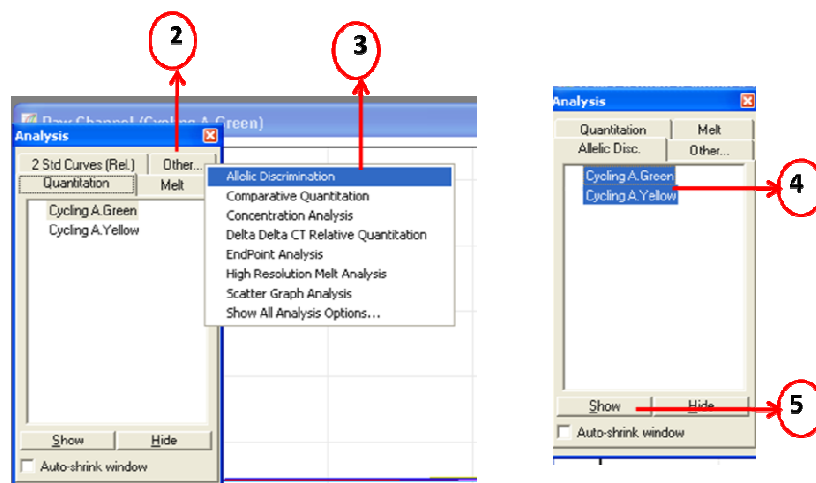 2
3
Raw Channel (Cycling A.Green)
Analysis
2 Std Curves (Rel.) Other...
Quantitation Melt
Cycling A.Green
Cycling A.Yellow
Show Hide
Auto-shrink window
Allelic Discrimination
Comparative Quantitation
Concentration Analysis
Delta Delta CT Relative Quantitation
EndPoint Analysis
High Resolution Melt Analysis
Scatter Graph Analysis
Show All Analysis Options...
Analysis
Quantitation Melt
Allelic Disc. Other...
Cycling A.Green
Cycling A.Yellow
4
Show Hide
5
Auto-shrink window